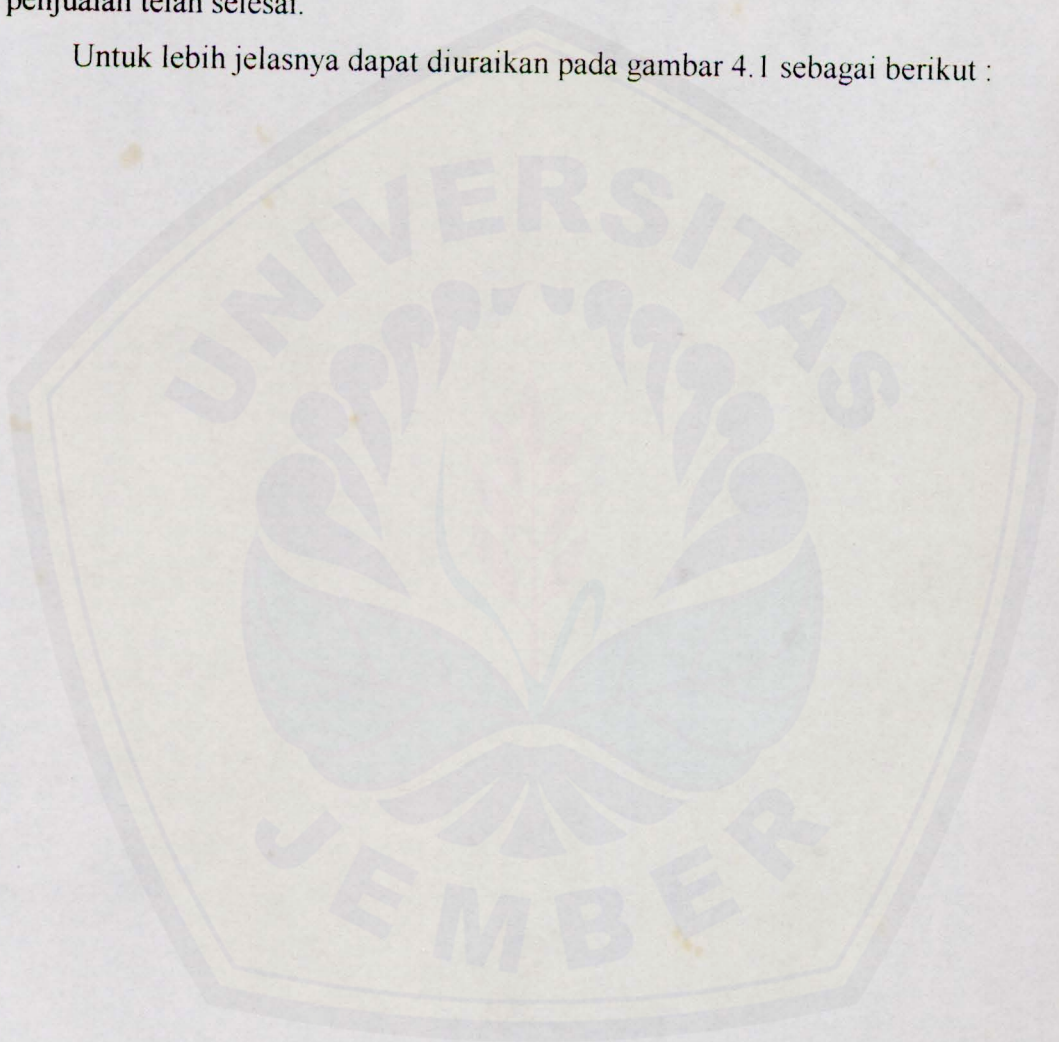 penjualan telah selesai.
Untuk lebih jelasnya dapat diuraikan pada gambar 4.1 sebagai berikut :
UNIVERSITAS
JEMBER